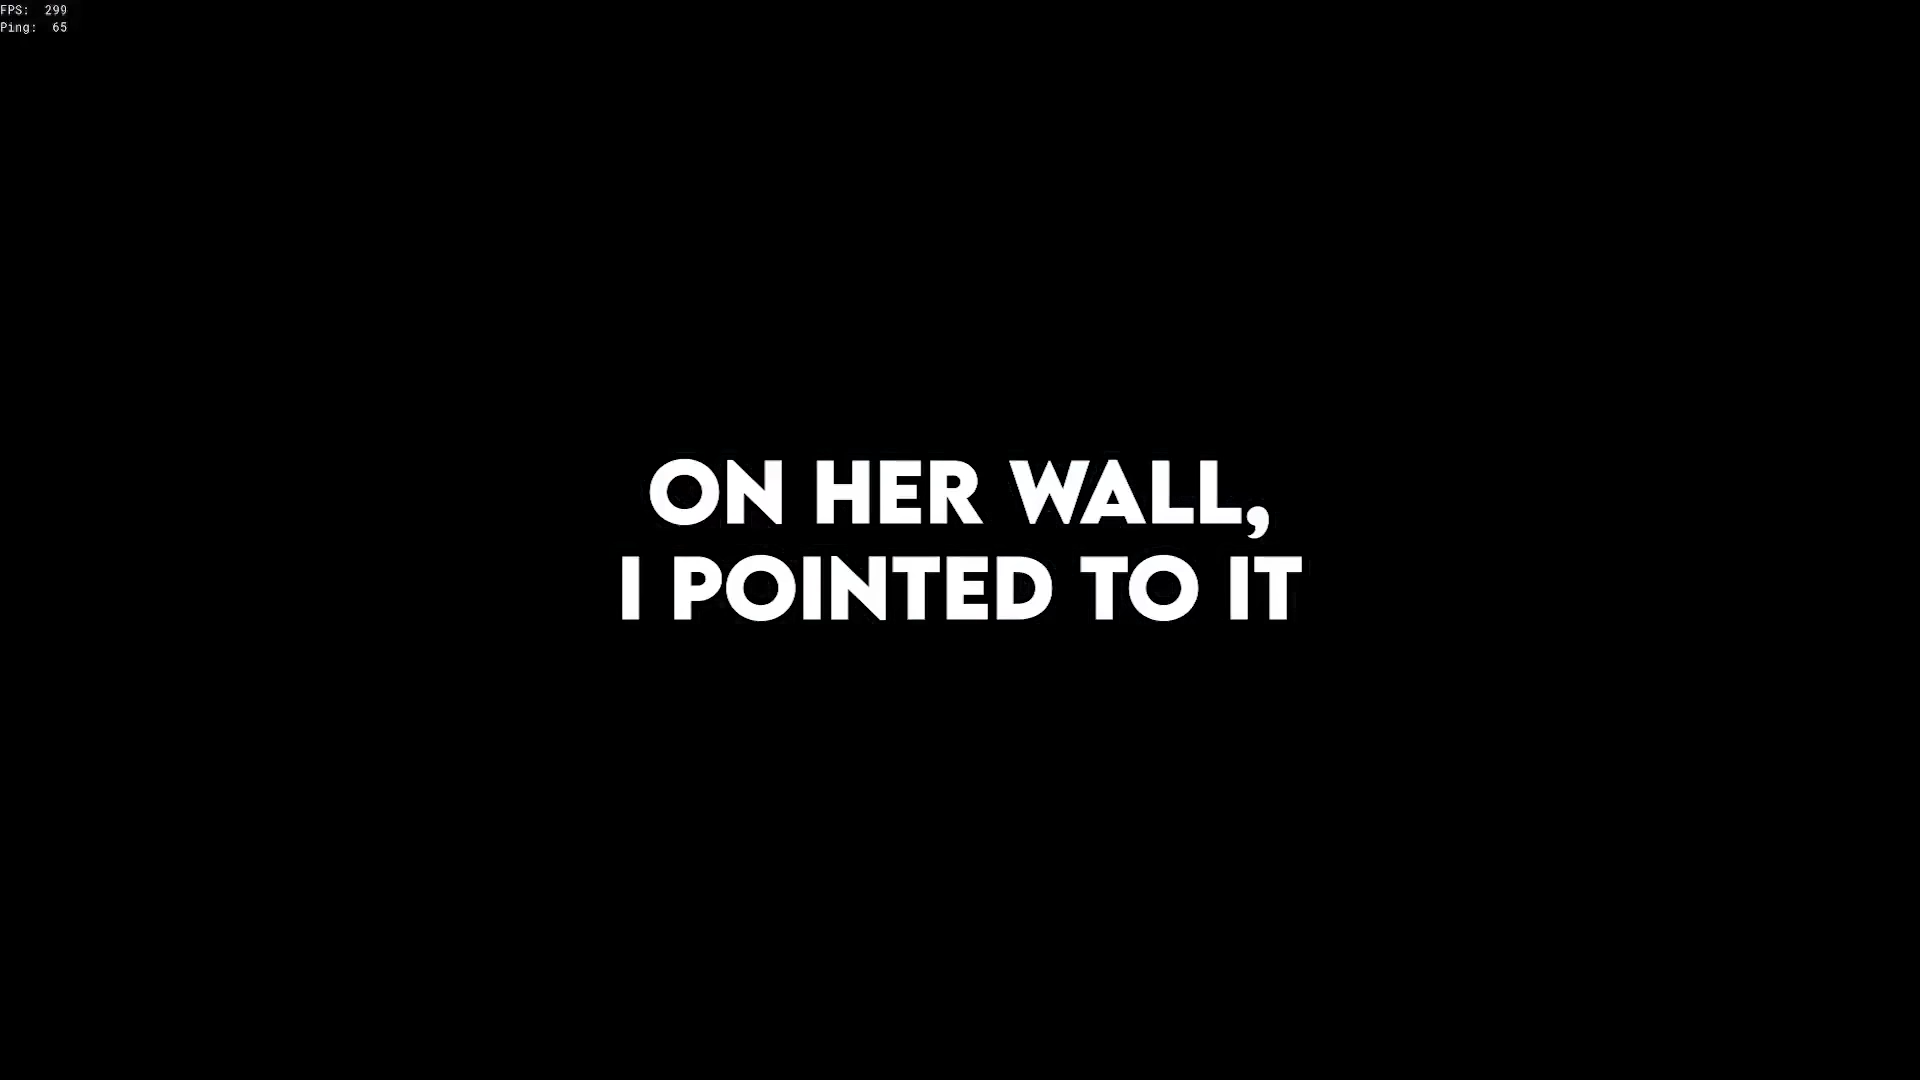 FPS:  299
Ping:  65
ON HER WALL,
I POINTED TO IT